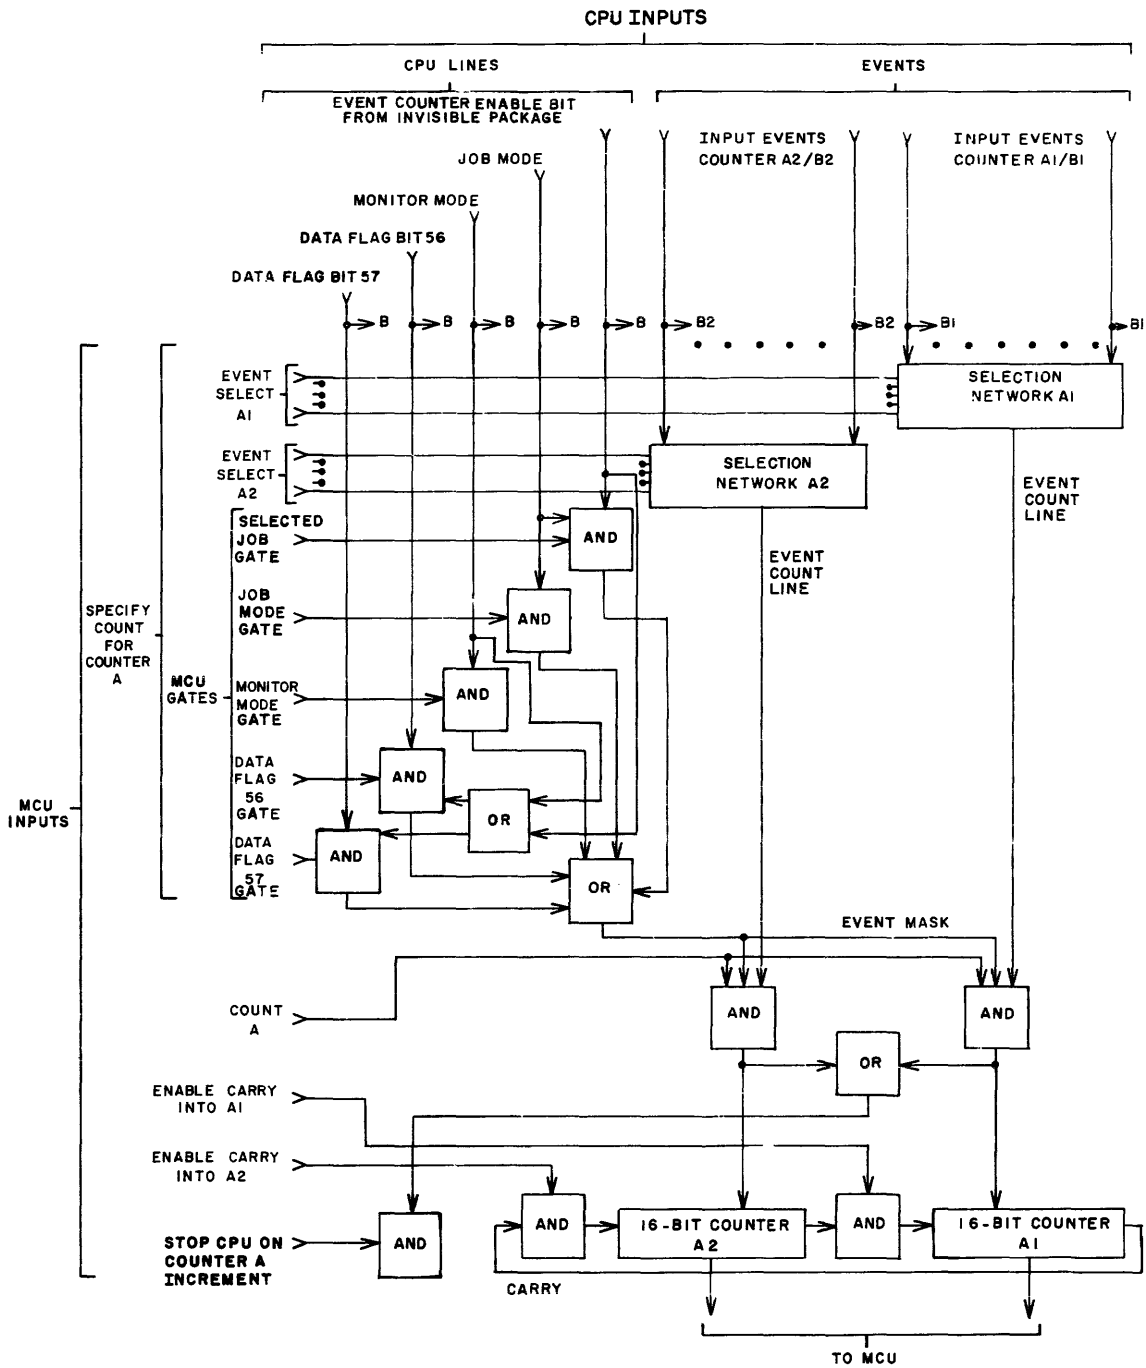 CPU INPUTS
CPU LINES
EVENTS
EVENT COUNTER ENABLE BIT
FROM INVISIBLE PACKAGE
INPUT EVENTS
COUNTER A2/B2
INPUT EVENTS
COUNTER A1/B1
JOB MODE
MONITOR MODE
DATA FLAG BIT 56
DATA FLAG BIT 57
B
B
B
B
B
B2
B2
B1
B1
EVENT
SELECT
A1
SELECTION
NETWORK A1
EVENT
SELECT
A2
SELECTION
NETWORK A2
EVENT
COUNT
LINE
SELECTED
JOB
GATE
AND
EVENT
COUNT
LINE
JOB
MODE
GATE
AND
SPECIFY
COUNT
FOR
COUNTER
A
MCU
GATES
MONITOR
MODE
GATE
AND
DATA
FLAG
56
GATE
AND
OR
MCU
INPUTS
DATA
FLAG
57
GATE
AND
OR
EVENT MASK
COUNT
A
AND
AND
OR
ENABLE CARRY
INTO A1
ENABLE CARRY
INTO A2
STOP CPU ON
COUNTER A
INCREMENT
AND
AND
16-BIT COUNTER
A2
AND
16-BIT COUNTER
A1
CARRY
TO MCU